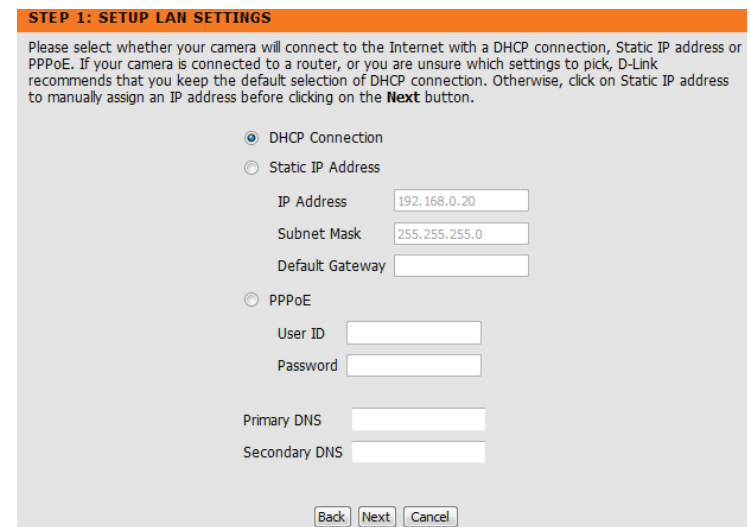 STEP 1: SETUP LAN SETTINGS
Please select whether your camera will connect to the Internet with a DHCP connection, Static IP address or
PPPoE. If your camera is connected to a router, or you are unsure which settings to pick, D-Link
recommends that you keep the default selection of DHCP connection. Otherwise, click on Static IP address
to manually assign an IP address before clicking on the Next button.
DHCP Connection
Static IP Address
IP Address 192.168.0.20
Subnet Mask 255.255.255.0
Default Gateway
PPPoE
User ID
Password
Primary DNS
Secondary DNS
Back Next Cancel